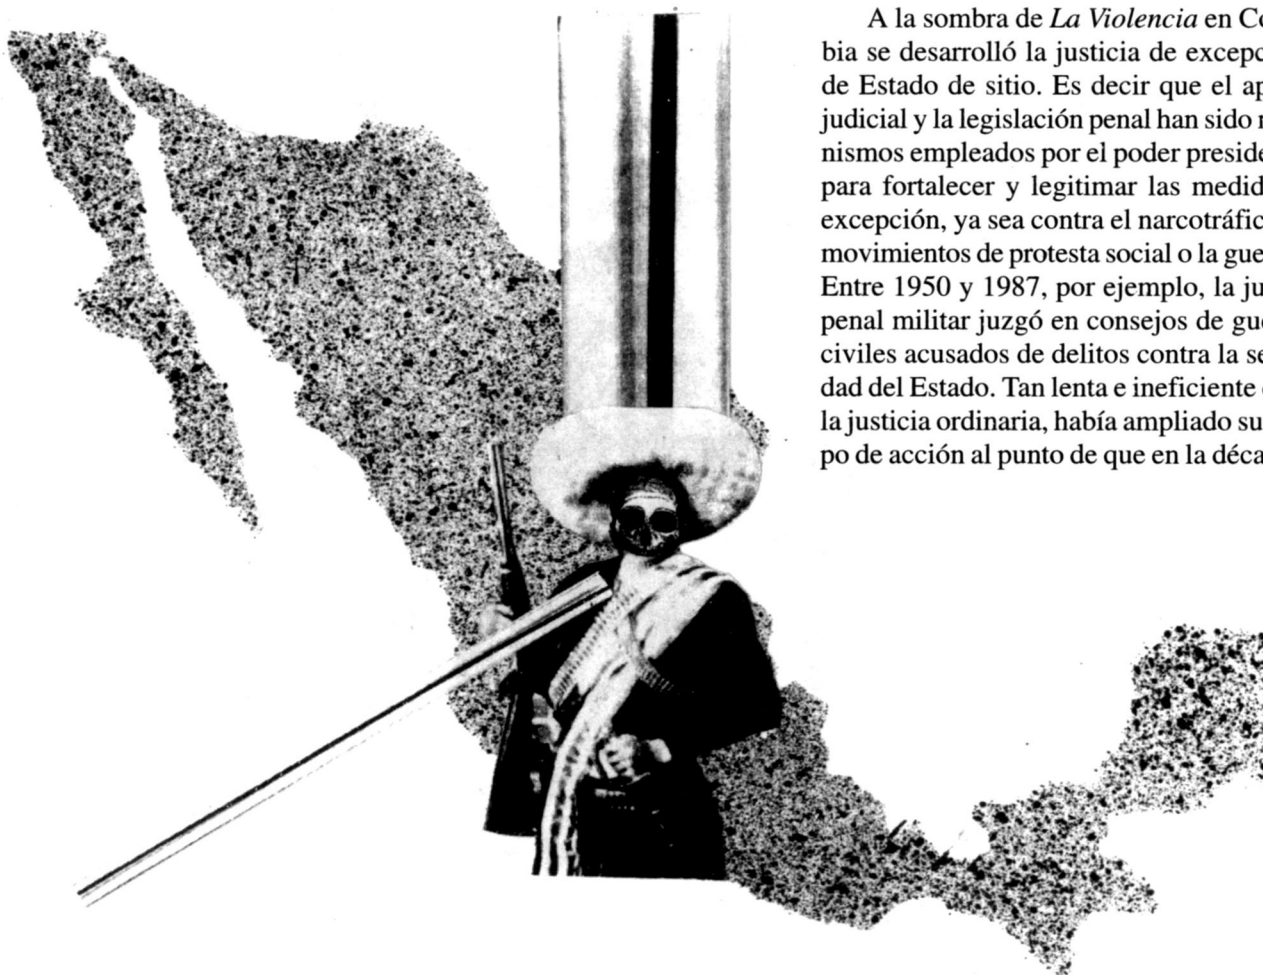 A la sombra de La Violencia en Co
bia se desarrolló la justicia de excepc
de Estado de sitio. Es decir que el ap
judicial y la legislación penal han sido
nismos empleados por el poder preside
para fortalecer y legitimar las medid
excepción, ya sea contra el narcotráfic
movimientos de protesta social o la gue
Entre 1950 y 1987, por ejemplo, la ju
penal militar juzgó en consejos de gue
civiles acusados de delitos contra la se
dad del Estado. Tan lenta e ineficiente
la justicia ordinaria, había ampliado su
po de acción al punto de que en la déca